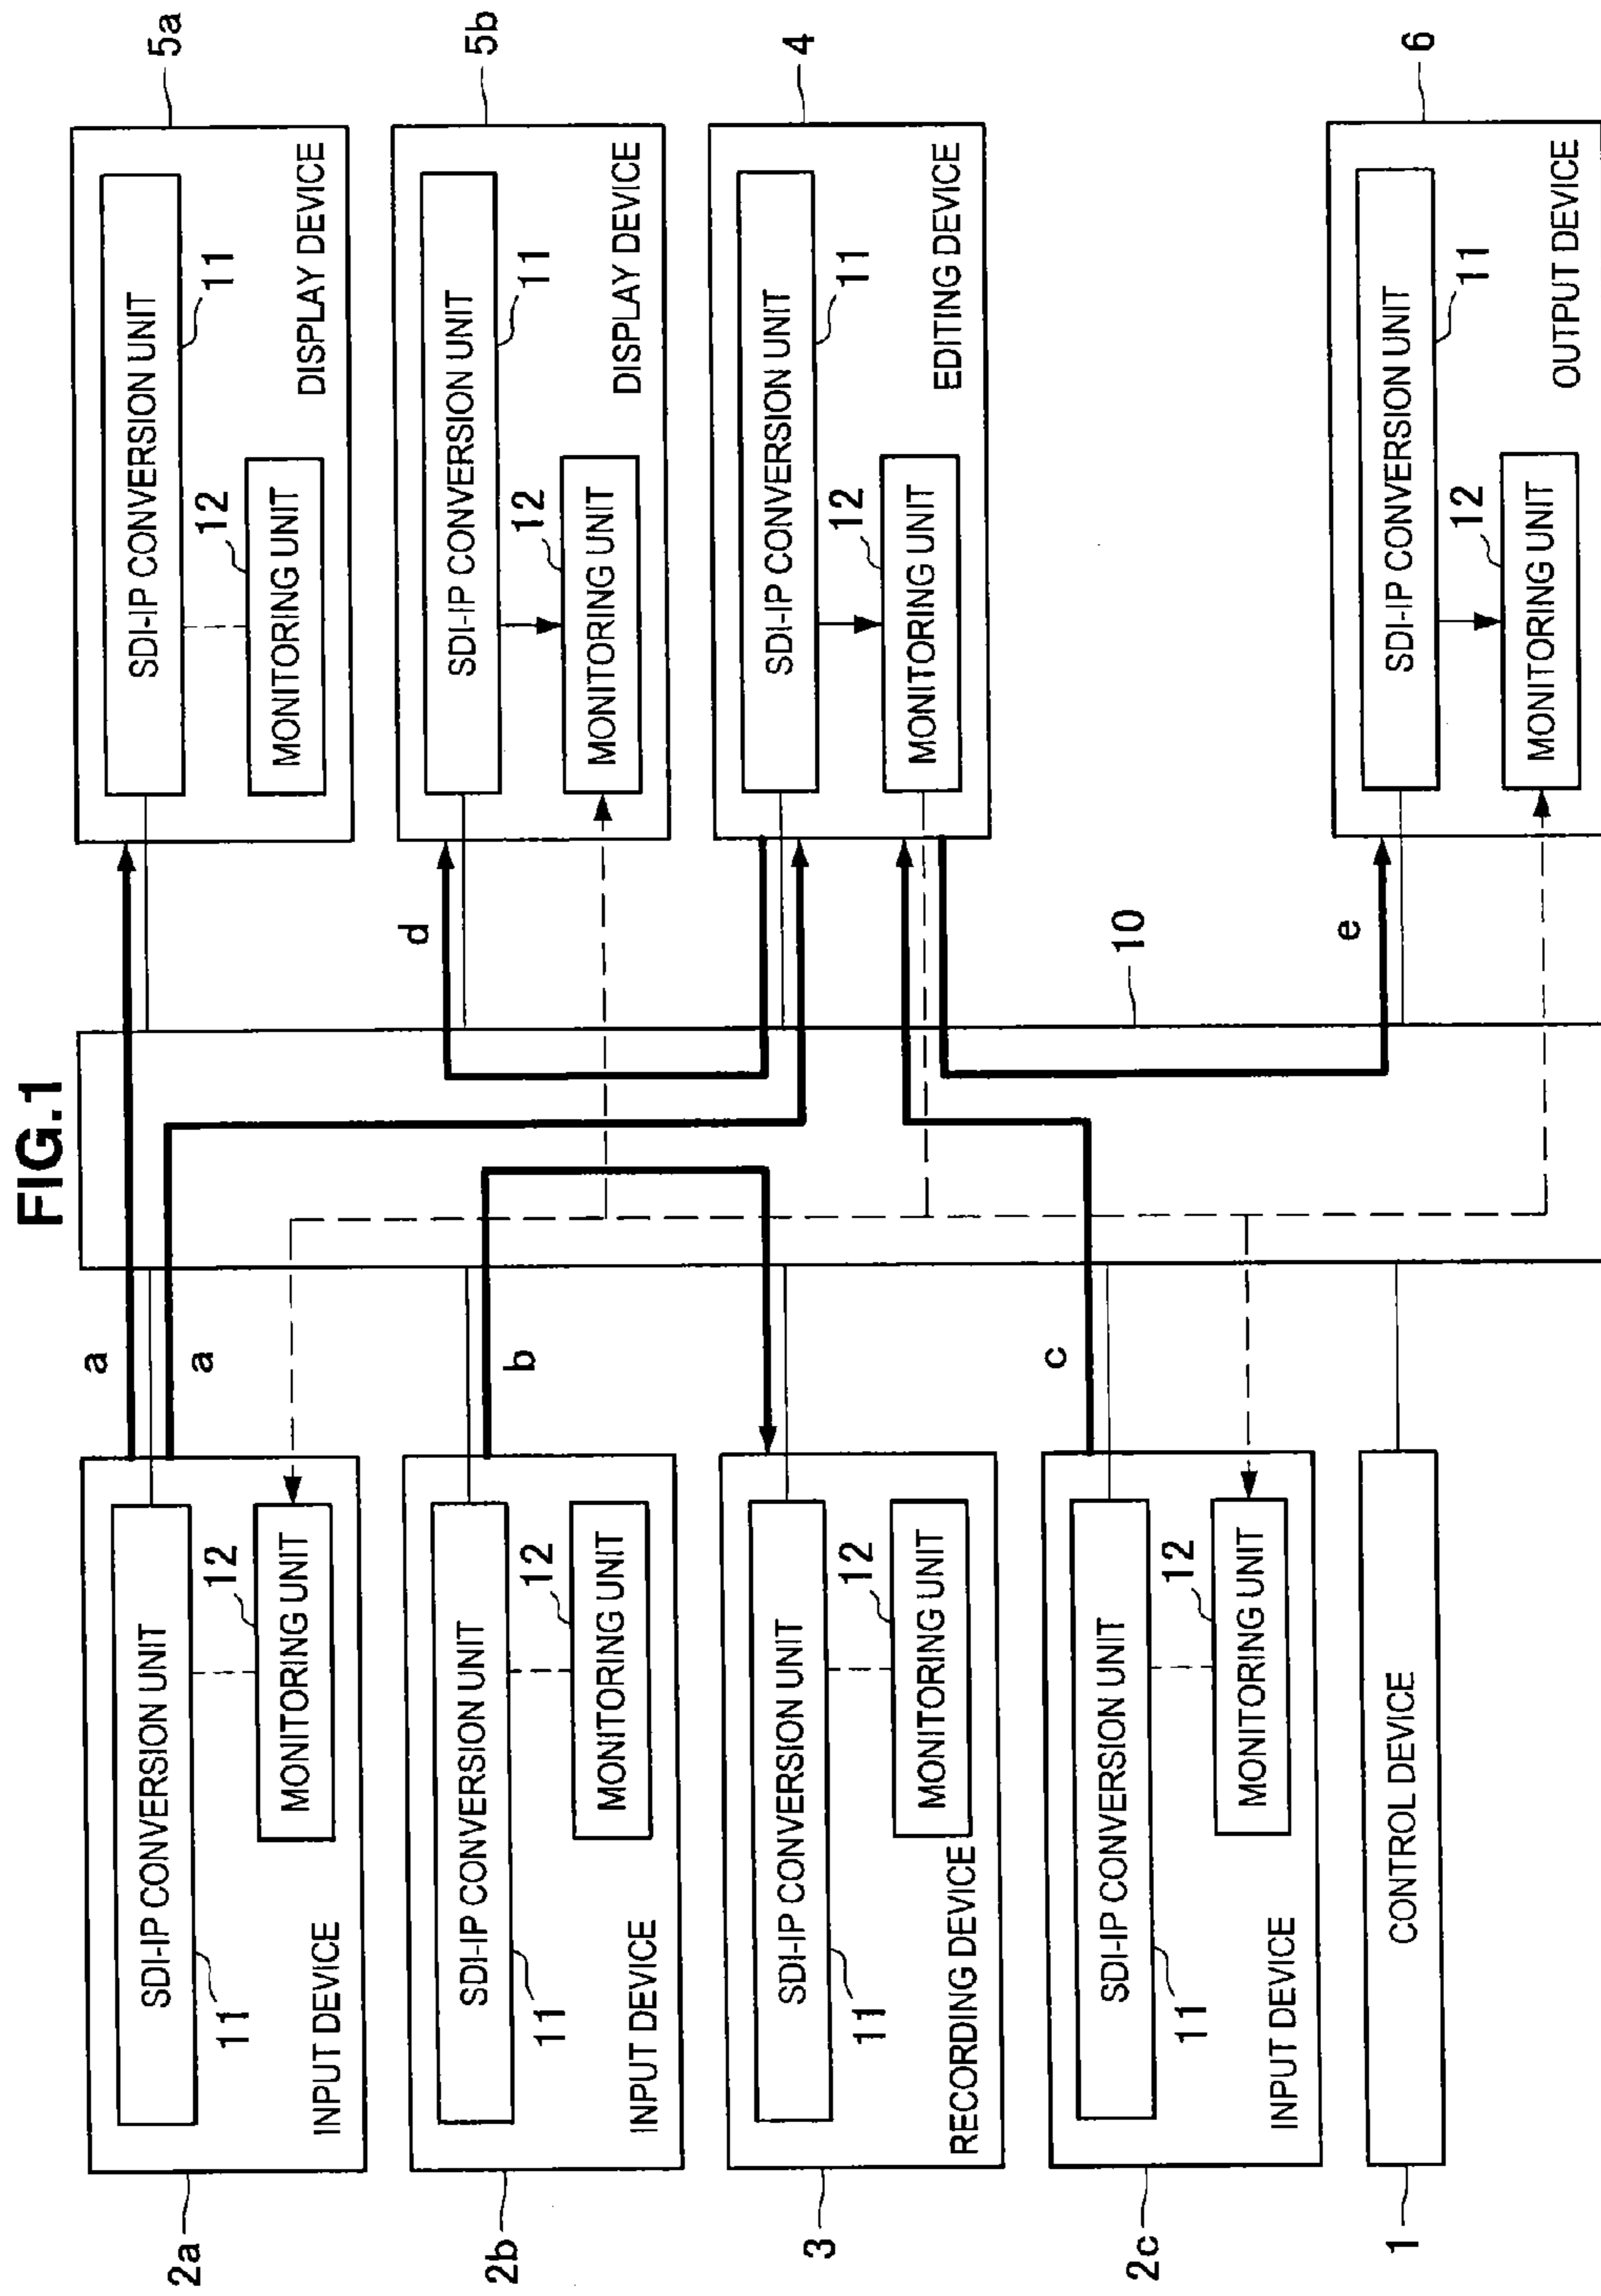 FIG.1
2a
SDI-IP CONVERSION UNIT
11
12
MONITORING UNIT
INPUT DEVICE
2b
SDI-IP CONVERSION UNIT
11
12
MONITORING UNIT
INPUT DEVICE
3
SDI-IP CONVERSION UNIT
11
12
MONITORING UNIT
RECORDING DEVICE
2c
SDI-IP CONVERSION UNIT
11
12
MONITORING UNIT
INPUT DEVICE
1
CONTROL DEVICE
a
a
b
c
d
e
10
5a
SDI-IP CONVERSION UNIT
11
12
MONITORING UNIT
DISPLAY DEVICE
5b
SDI-IP CONVERSION UNIT
11
12
MONITORING UNIT
DISPLAY DEVICE
4
SDI-IP CONVERSION UNIT
11
12
MONITORING UNIT
EDITING DEVICE
6
SDI-IP CONVERSION UNIT
11
12
MONITORING UNIT
OUTPUT DEVICE